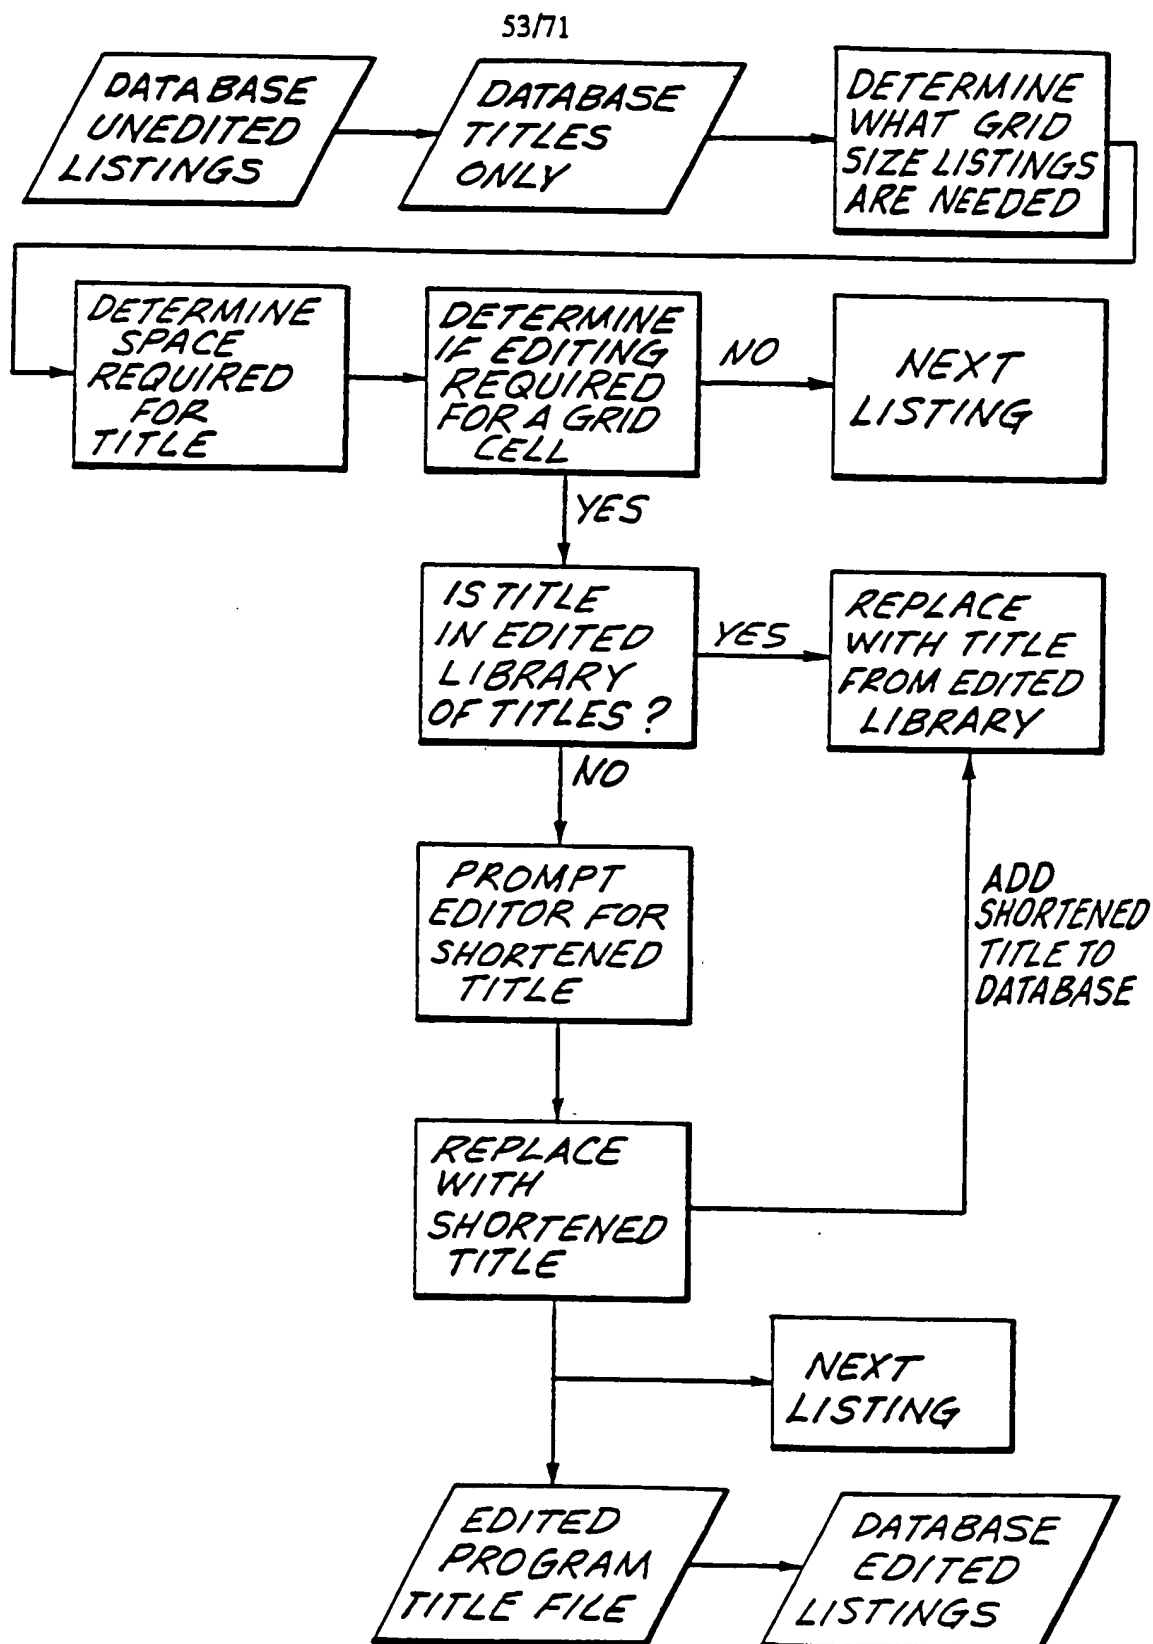 53/71
DATABASE
UNEDITED
LISTINGS
DATABASE
TITLES
ONLY
DETERMINE
WHAT GRID
SIZE LISTINGS
ARE NEEDED
DETERMINE
SPACE
REQUIRED
FOR
TITLE
DETERMINE
IF EDITING
REQUIRED
FOR A GRID
CELL
NO
NEXT
LISTING
YES
IS TITLE
IN EDITED
LIBRARY
OF TITLES?
YES
REPLACE
WITH TITLE
FROM EDITED
LIBRARY
NO
PROMPT
EDITOR FOR
SHORTENED
TITLE
ADD
SHORTENED
TITLE TO
DATABASE
REPLACE
WITH
SHORTENED
TITLE
NEXT
LISTING
EDITED
PROGRAM
TITLE FILE
DATABASE
EDITED
LISTINGS